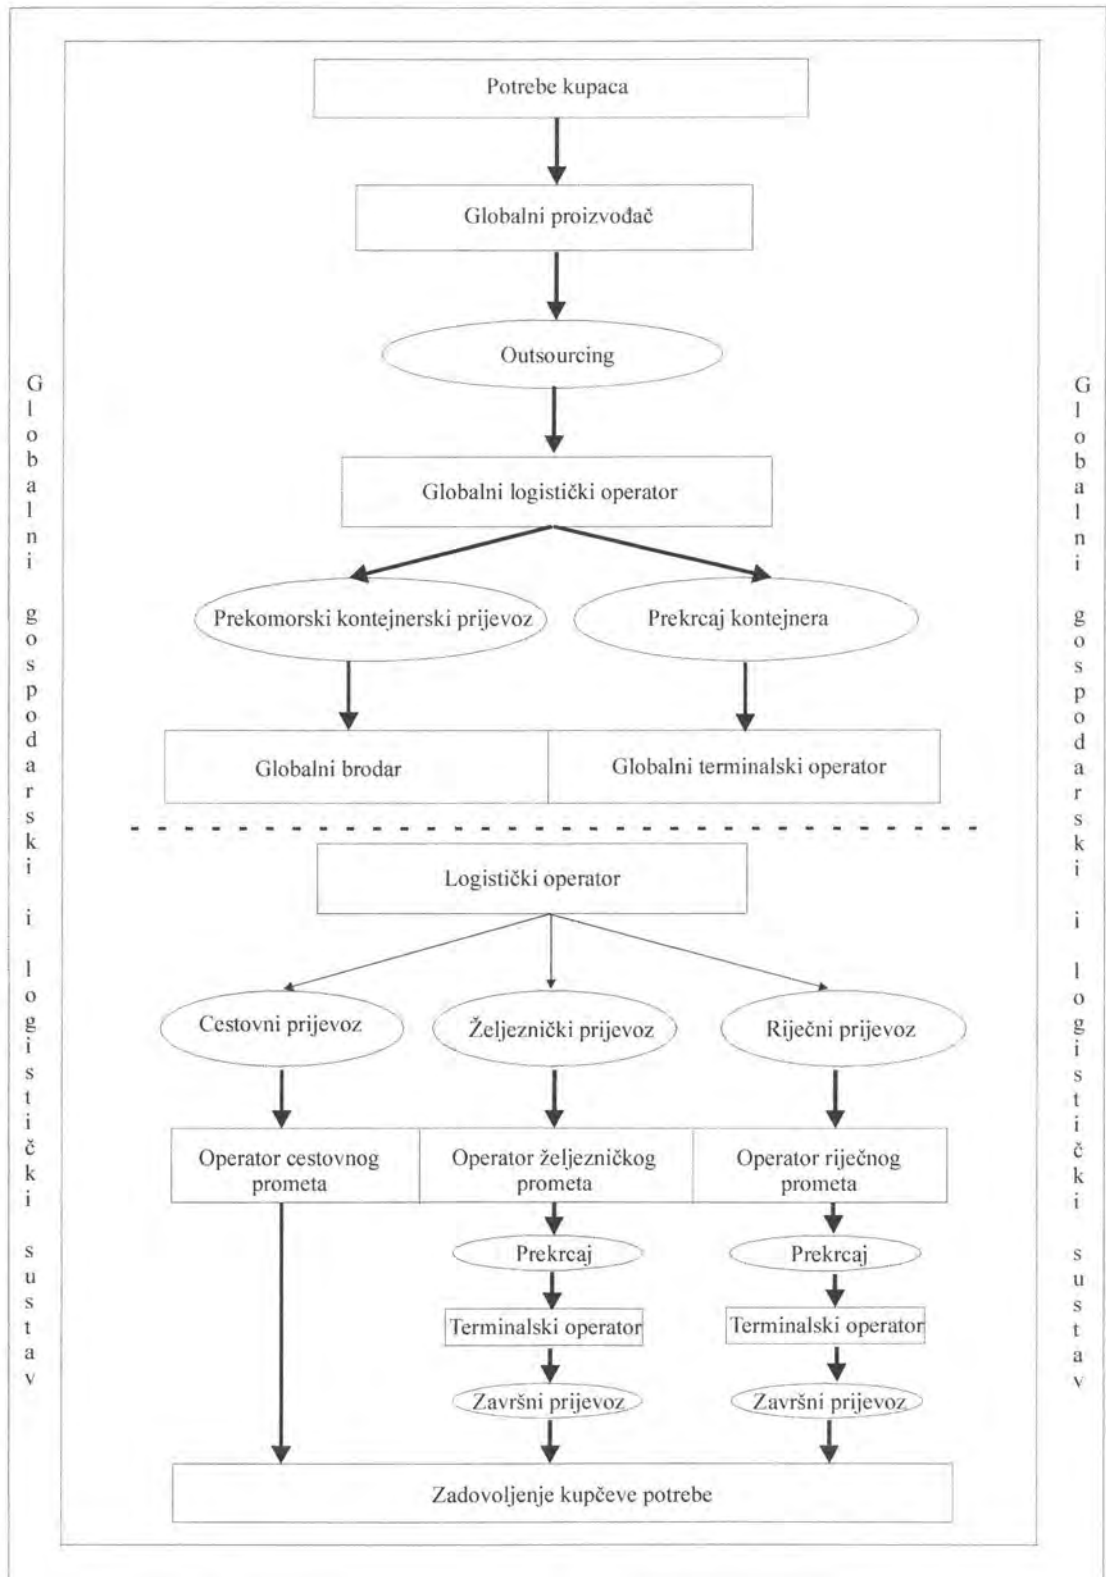 Potrebe kupaca
Globalni proizvođač
Outsourcing
Globalni logistički operator
Prekomorski kontejnerski prijevoz
Prekrcaj kontejnera
Globalni brodar
Globalni terminalski operator
Logistički operator
Cestovni prijevoz
Željeznički prijevoz
Riječni prijevoz
Operator cestovnog
prometa
Operator željezničkog
prometa
Operator riječnog
prometa
Prekrcaj
Prekrcaj
Terminalski operator
Terminalski operator
Završni prijevoz
Završni prijevoz
Zadovoljenje kupčeve potrebe
Globalni gospodarski i logistički sustav
Globalni gospodarski i logistički sustav